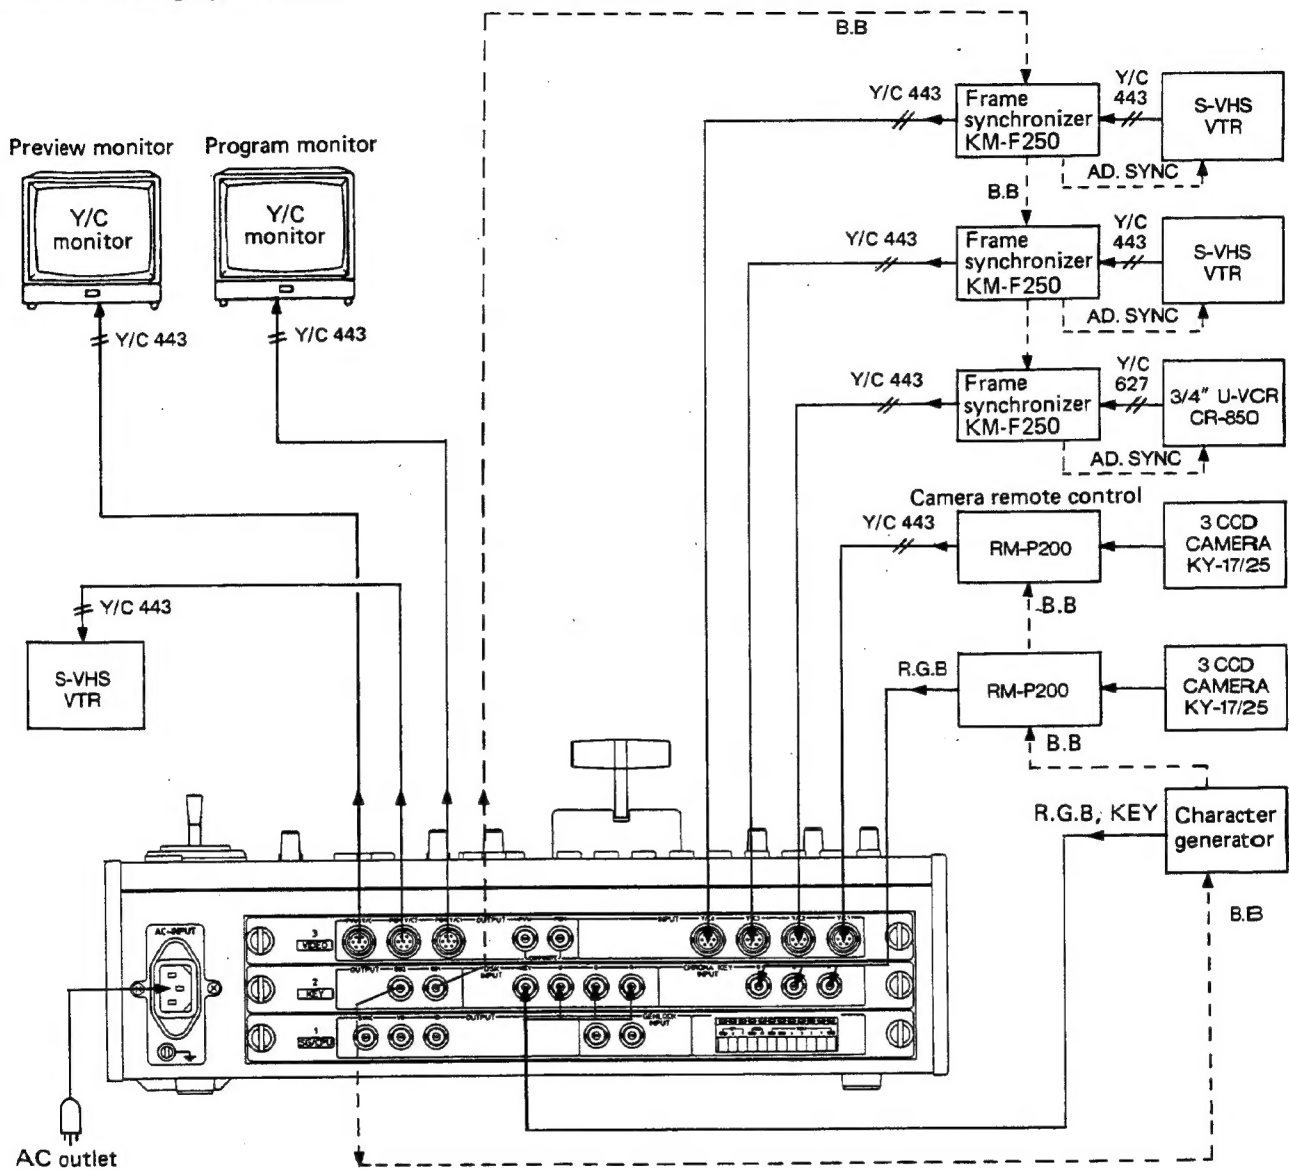 B.B
Y/C 443
Frame
synchronizer
KM-F250
Y/C
443
S-VHS
VTR
AD. SYNC
Preview monitor
Program monitor
Y/C
monitor
Y/C
monitor
B.B
Y/C 443
Frame
synchronizer
KM-F250
Y/C
443
S-VHS
VTR
AD. SYNC
Y/C 443
Y/C 443
Y/C 443
Frame
synchronizer
KM-F250
Y/C
627
3/4" U-VCR
CR-850
AD. SYNC
Camera remote control
Y/C 443
RM-P200
3 CCD
CAMERA
KY-17/25
B.B
Y/C 443
S-VHS
VTR
R.G.B
RM-P200
3 CCD
CAMERA
KY-17/25
B.B
R.G.B, KEY
Character
generator
B.B
AC-INPUT
3
VIDEO
OUTPUT
INPUT
2
KEY
OUTPUT
DSK
INPUT
KEY
CHROMA KEY
INPUT
1
SG/CPU
OUTPUT
GENLOCK
INPUT
AC outlet